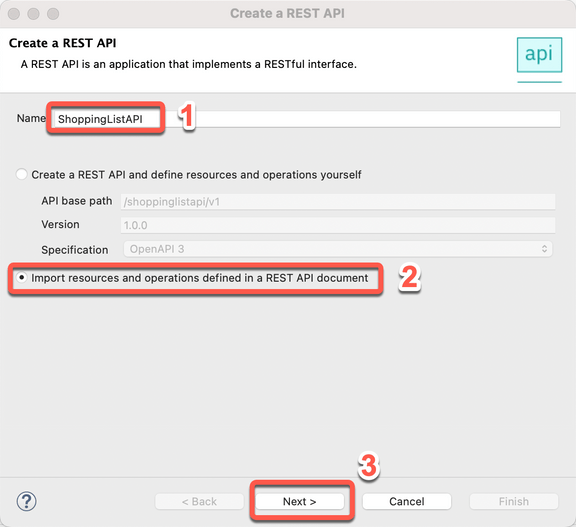 Create a REST API
Create a REST API
A REST API is an application that implements a RESTful interface.
api
Name ShoppingListAPI 1
Create a REST API and define resources and operations yourself
API base path /shoppinglistapi/v1
Version 1.0.0
Specification OpenAPI 3
Import resources and operations defined in a REST API document 2
3
? < Back Next > Cancel Finish